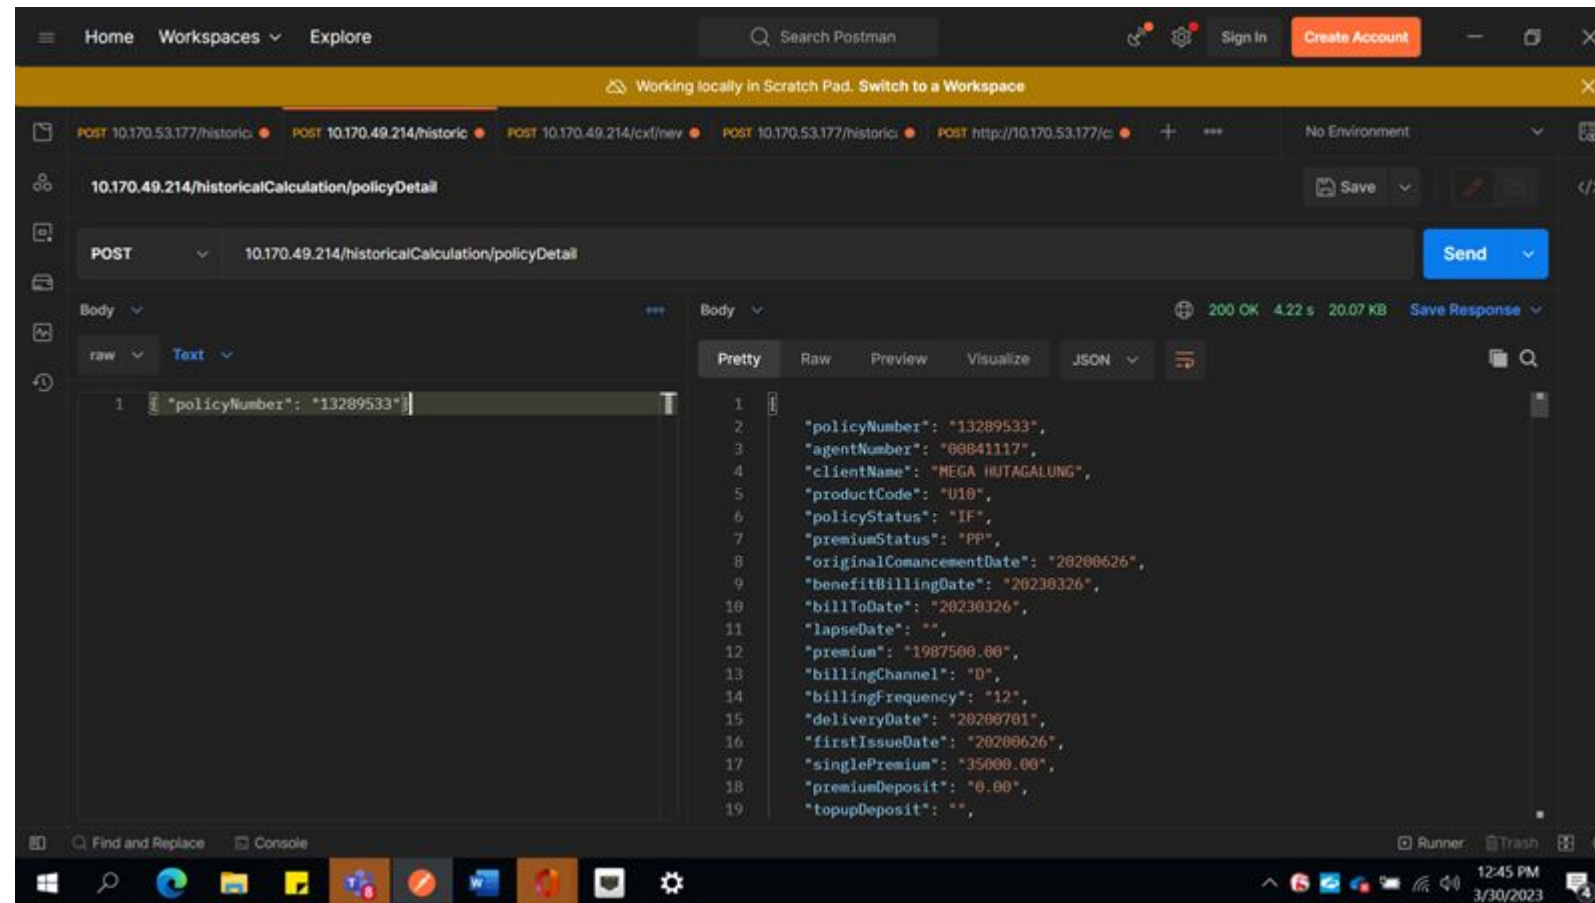 Home Workspaces Explore Search Postman Sign In Create Account
Working locally in Scratch Pad. Switch to a Workspace
POST 10.170.53.177/historic POST 10.170.49.214/historic POST 10.170.49.214/cxf/nev POST 10.170.53.177/historic POST http://10.170.53.177/c + No Environment
10.170.49.214/historicalCalculation/policyDetail Save
POST 10.170.49.214/historicalCalculation/policyDetail Send
Body Body 200 OK 4.22 s 20.07 KB Save Response
raw Text Pretty Raw Preview Visualize JSON
1 { "policyNumber": "13289533"}
1 {
2 "policyNumber": "13289533",
3 "agentNumber": "00841117",
4 "clientName": "MEGA HUTAGALUNG",
5 "productCode": "U10",
6 "policyStatus": "IF",
7 "premiumStatus": "PP",
8 "originalComancementDate": "20200626",
9 "benefitBillingDate": "20230326",
10 "billToDate": "20230326",
11 "lapseDate": "",
12 "premium": "1987500.00",
13 "billingChannel": "D",
14 "billingFrequency": "12",
15 "deliveryDate": "20200701",
16 "firstIssueDate": "20200626",
17 "singlePremium": "35000.00",
18 "premiumDeposit": "0.00",
19 "topupDeposit": "",
Find and Replace Console Runner Trash
12:45 PM
3/30/2023